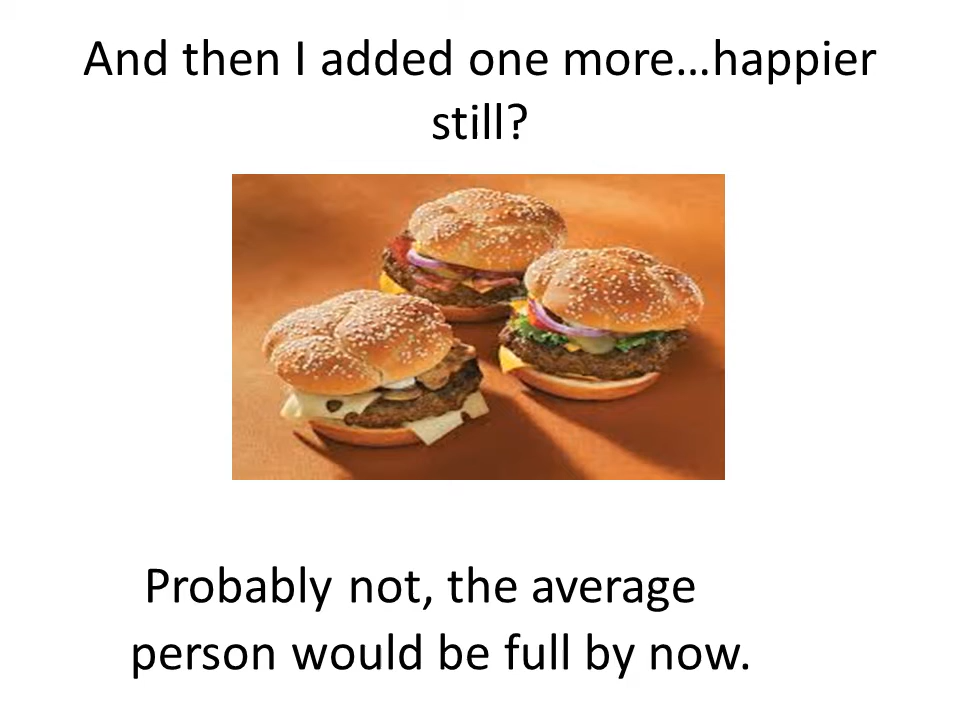 And then I added one more…happier
still?
Probably not, the average
person would be full by now.